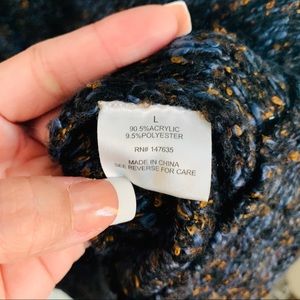 L
90.5%ACRYLIC
9.5%POLYESTER
RN# 147635
MADE IN CHINA
SEE REVERSE FOR CARE